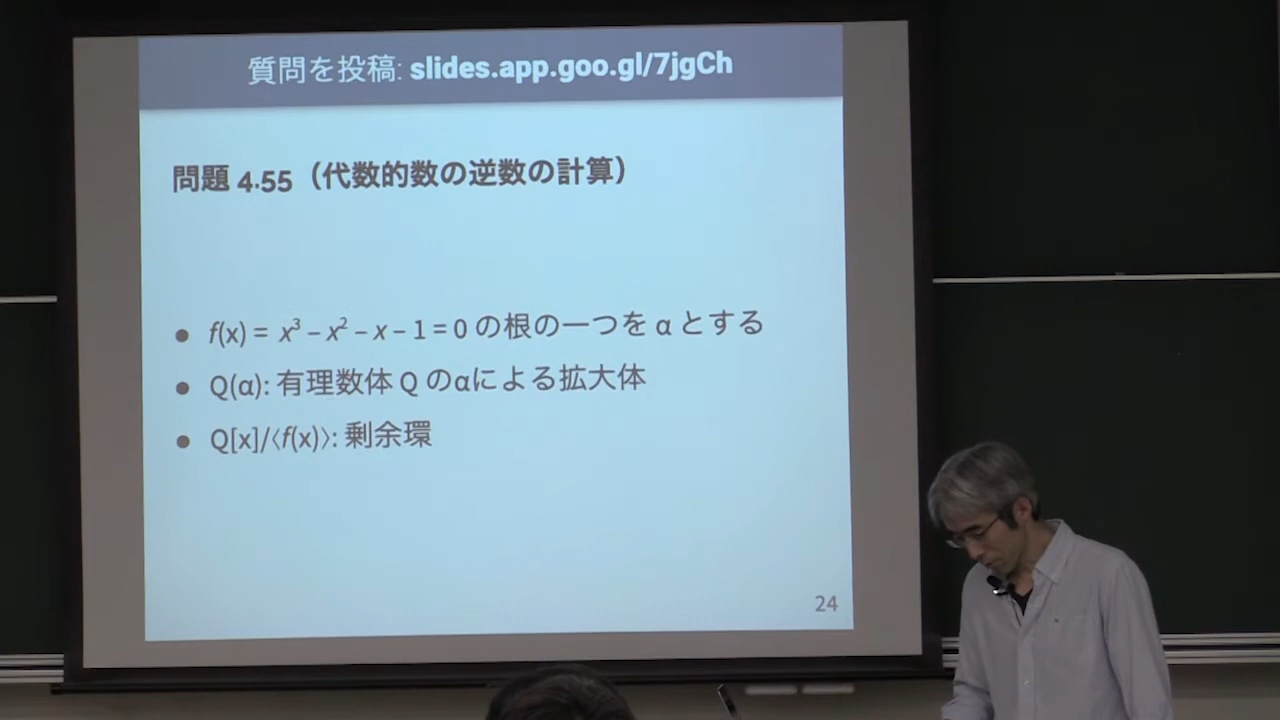 質問を投稿: slides.app.goo.gl/7jgCh
問題 4.55（代数的数の逆数の計算）
● f(x) = x³ – x² – x – 1 = 0 の根の一つを α とする
● Q(α): 有理数体 Q のαによる拡大体
● Q[x]/⟨f(x)⟩: 剰余環
24